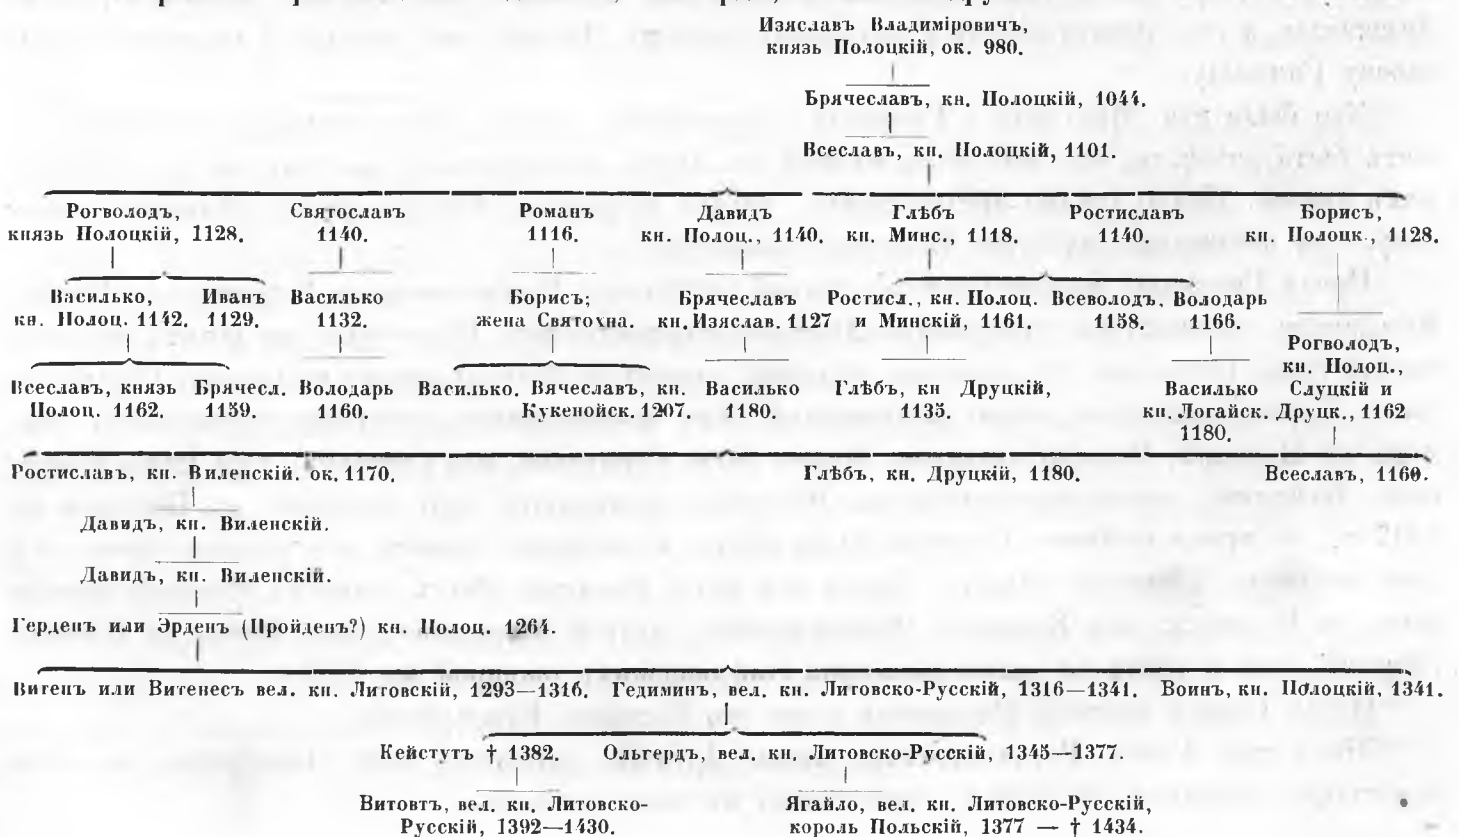 Изяславъ Владиміровичъ,
князь Полоцкій, ок. 980.
Брячеславъ, кн. Полоцкій, 1044.
Всеславъ, кн. Полоцкій, 1101.
Рогволодъ, Святославъ Романъ Давидъ Глѣбъ Ростиславъ Борисъ,
князь Полоцкій, 1128. 1140. 1116. кн. Полоц., 1140. кн. Минс., 1118. 1140. кн. Полоцк., 1128.
Василько, Иванъ Василько Борисъ; Брячеславъ Ростисл., кн. Полоц. Всеволодъ. Володарь
кн. Полоц. 1142. 1129. 1132. жена Святохна. кн. Изяслав. 1127 и Минскій, 1161. 1158. 1166.
Рогволодъ,
кн. Полоц.,
Всеславъ, князь Брячесл. Володарь Василько. Вячеславъ, кн. Василько Глѣбъ, кн Друцкій, Василько Слуцкій и
Полоц. 1162. 1159. 1160. Кукенойск. 1207. 1180. 1135. кн. Логайск. Друцк., 1162
1180.
Ростиславъ, кн. Виленскій. ок. 1170. Глѣбъ, кн. Друцкій, 1180. Всеславъ, 1160.
Давидъ, кн. Виленскій.
Давидъ, кн. Виленскій.
Герденъ или Эрденъ (Пройденъ?) кн. Полоц. 1264.
Витенъ или Витенесъ вел. кн. Литовскій, 1293—1316. Гедиминъ, вел. кн. Литовско-Русскій, 1316—1341. Воинъ, кн. Полоцкій, 1341.
Кейстутъ † 1382. Ольгердъ, вел. кн. Литовско-Русскій, 1345—1377.
Витовтъ, вел. кн. Литовско- Ягайло, вел. кн. Литовско-Русскій,
Русскій, 1392—1430. король Польскій, 1377 — † 1434.